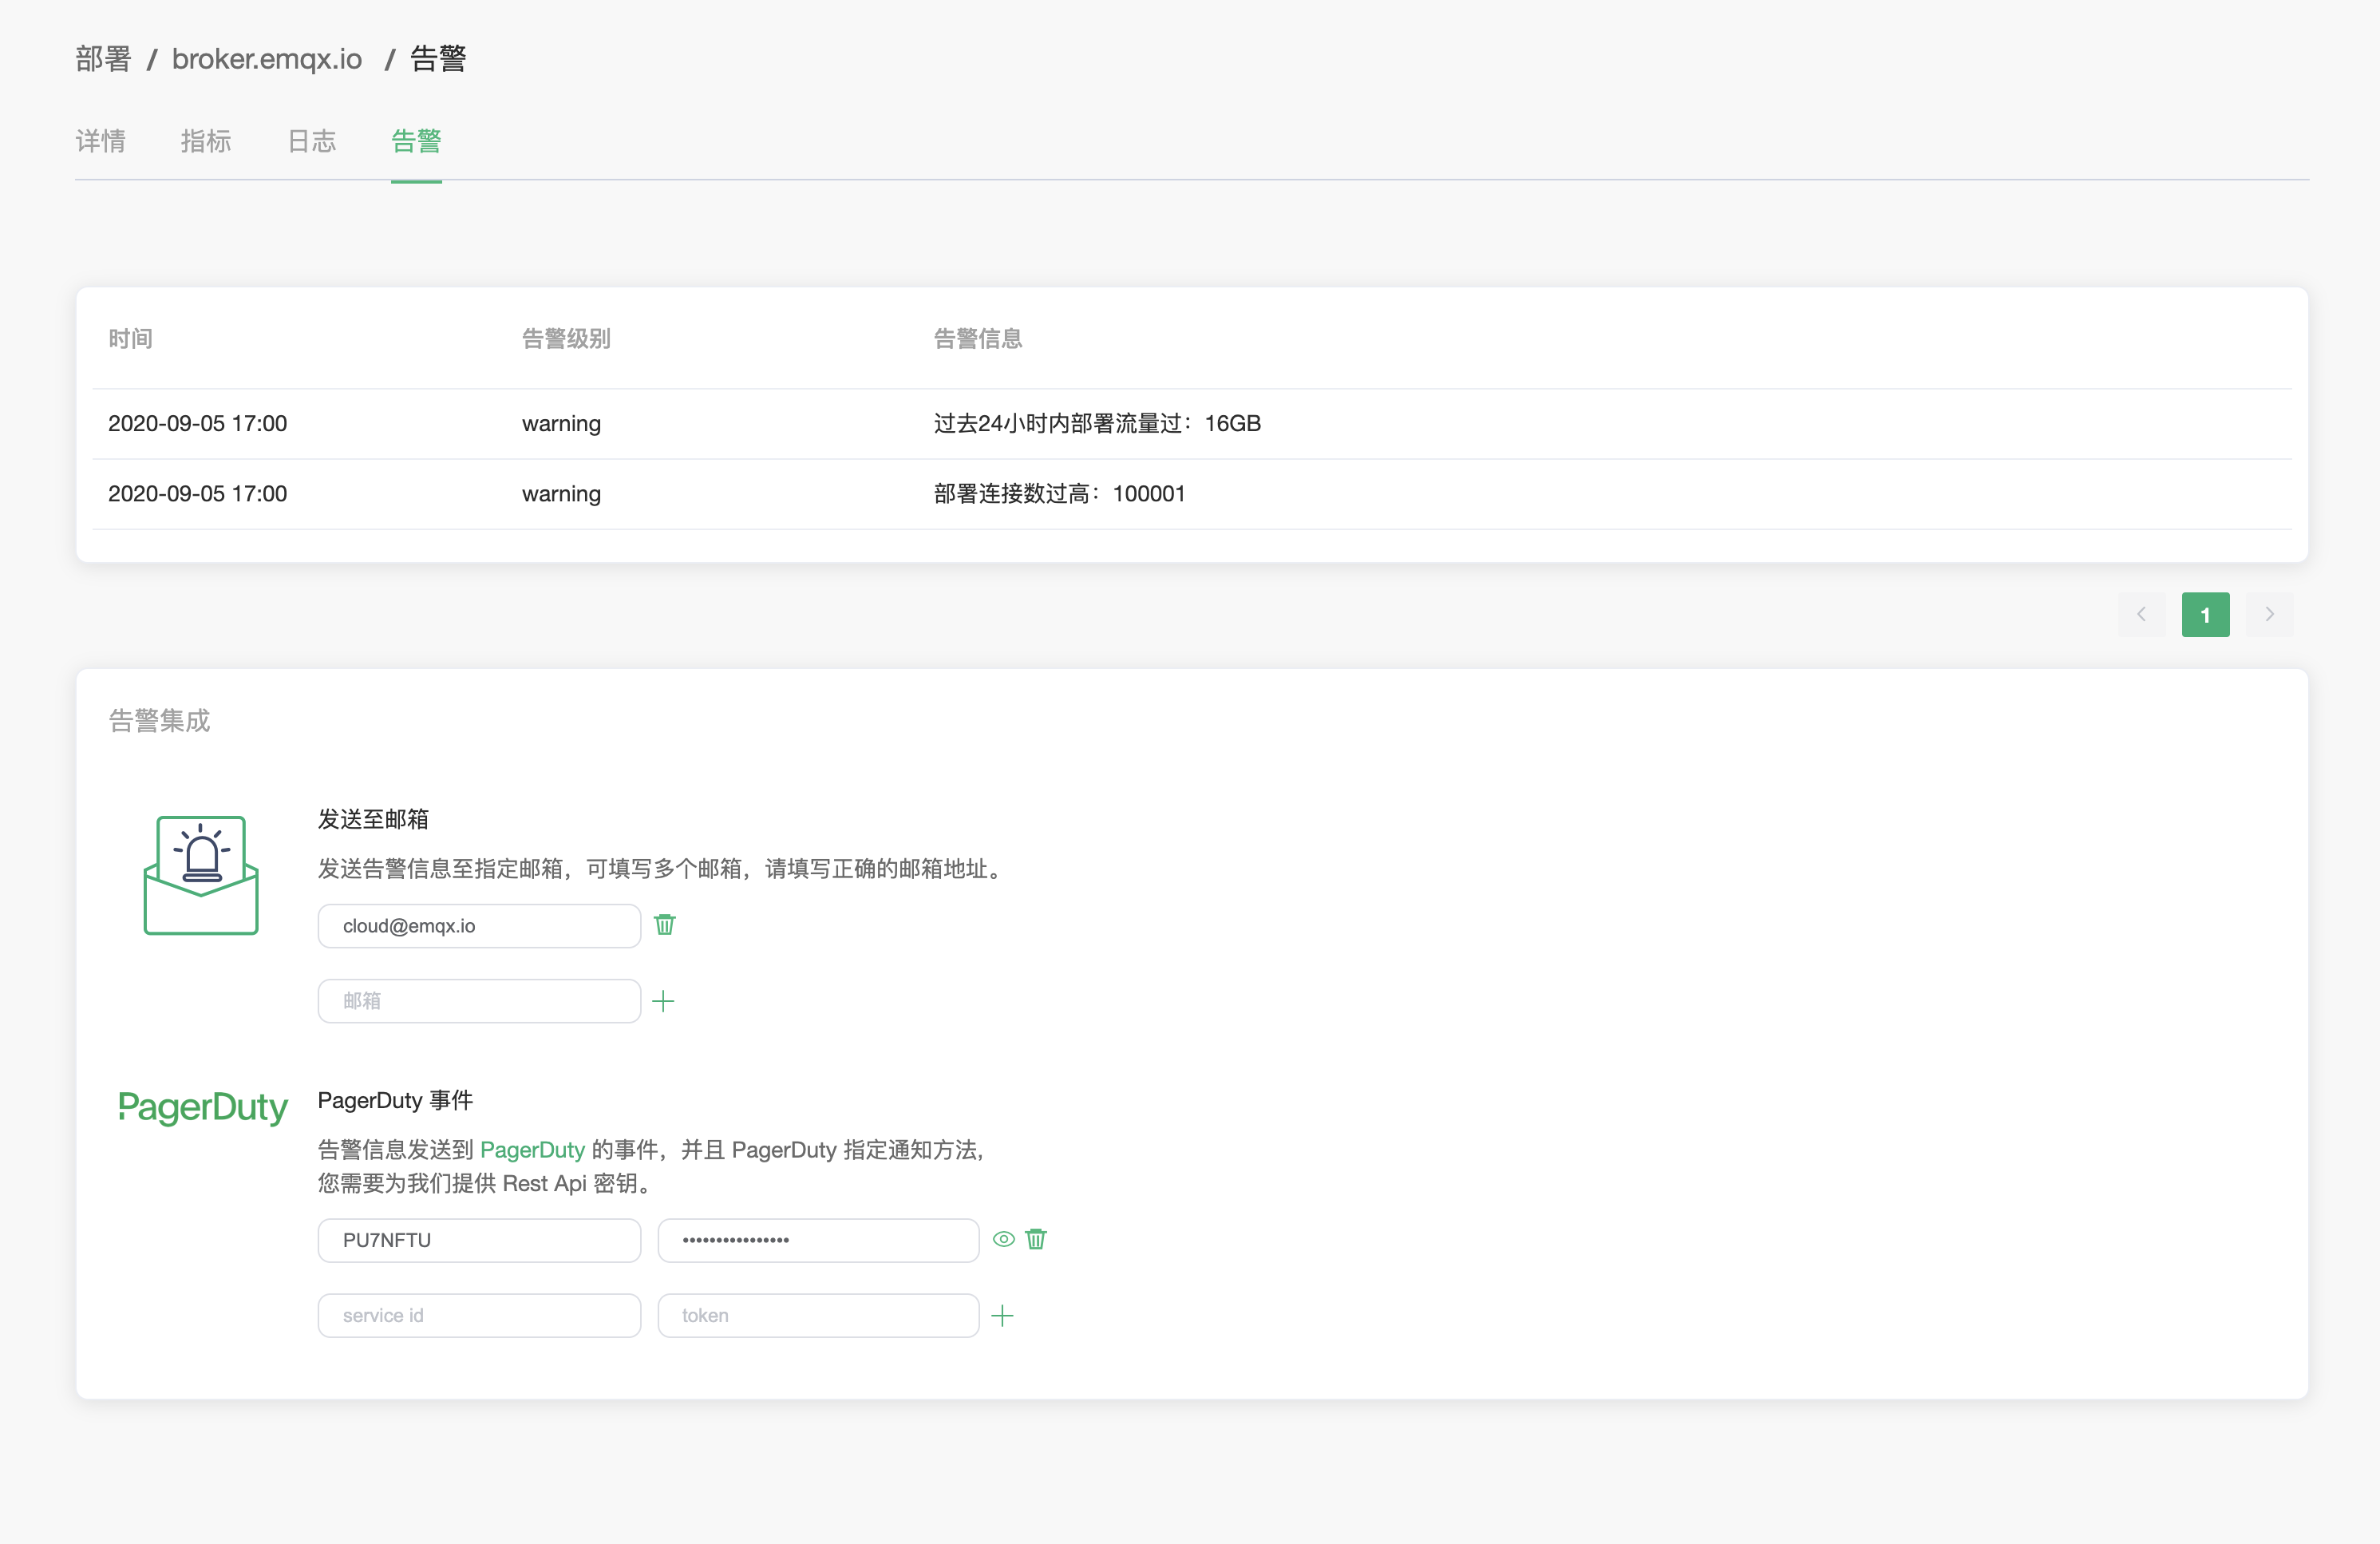 部署 / broker.emqx.io / 告警
详情 指标 日志 告警
时间 告警级别 告警信息
2020-09-05 17:00 warning 过去24小时内部署流量过：16GB
2020-09-05 17:00 warning 部署连接数过高：100001
1
告警集成
发送至邮箱
发送告警信息至指定邮箱，可填写多个邮箱，请填写正确的邮箱地址。
cloud@emqx.io
邮箱
PagerDuty PagerDuty 事件
告警信息发送到 PagerDuty 的事件，并且 PagerDuty 指定通知方法,
您需要为我们提供 Rest Api 密钥。
PU7NFTU ••••••••••••••••
service id token